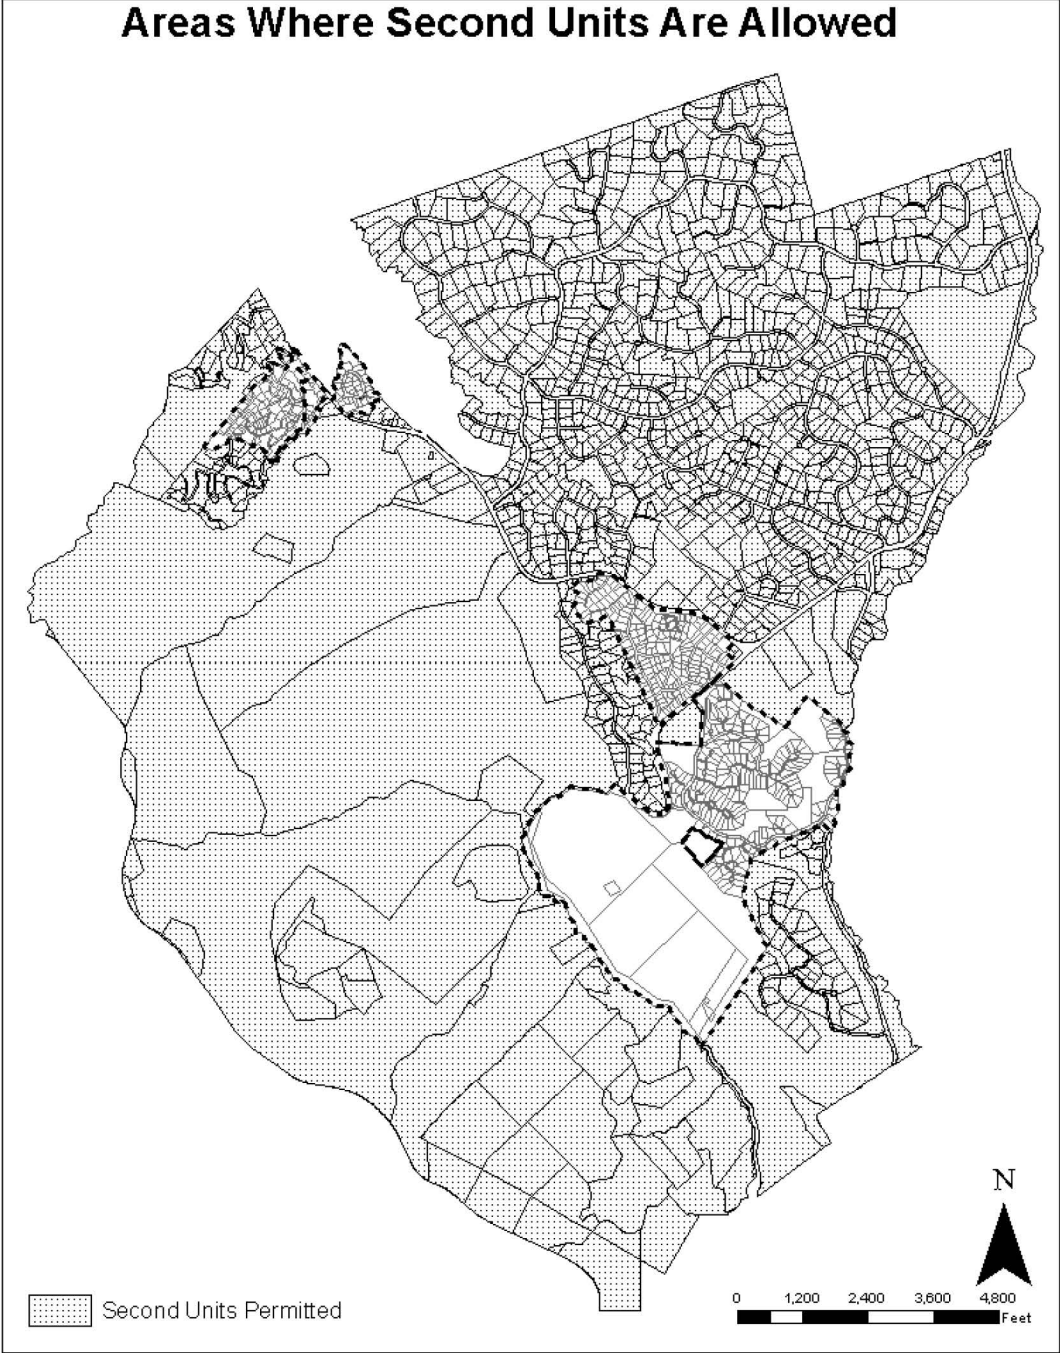 Areas Where Second Units Are Allowed
N
0 1,200 2,400 3,600 4,800
Feet
Second Units Permitted